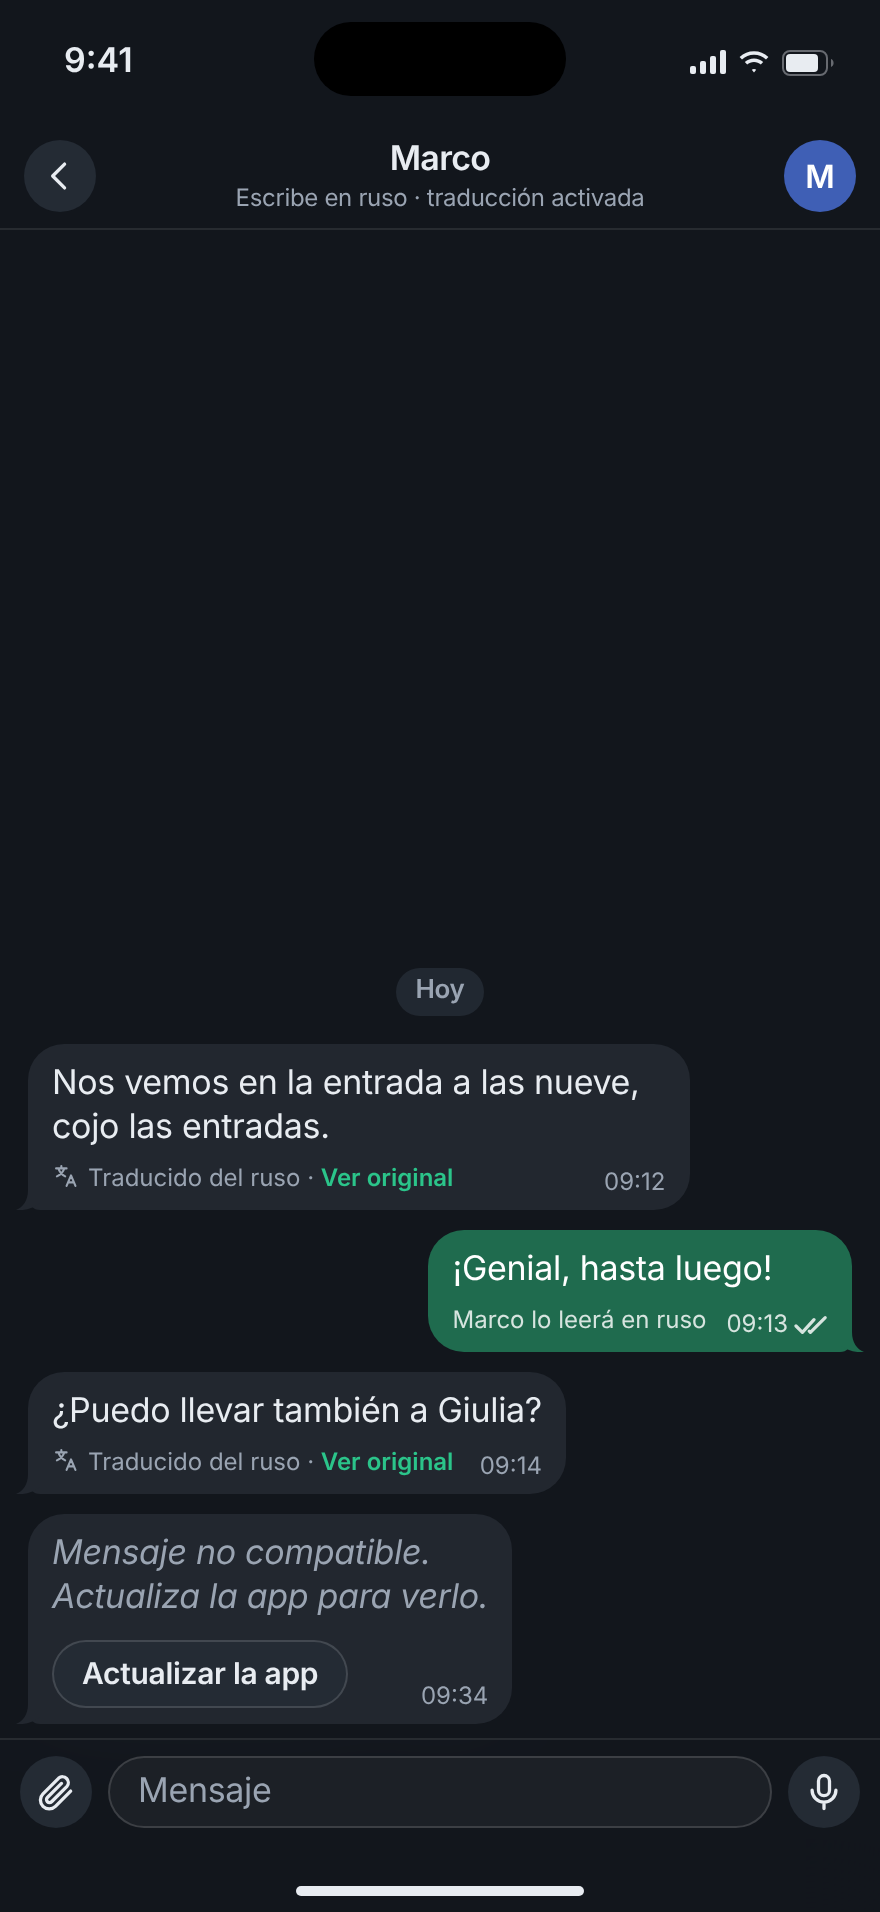 9:41
Marco
Escribe en ruso · traducción activada
M
Hoy
Nos vemos en la entrada a las nueve,
cojo las entradas.
Traducido del ruso · Ver original 09:12
¡Genial, hasta luego!
Marco lo leerá en ruso 09:13
¿Puedo llevar también a Giulia?
Traducido del ruso · Ver original 09:14
Mensaje no compatible.
Actualiza la app para verlo.
Actualizar la app
09:34
Mensaje